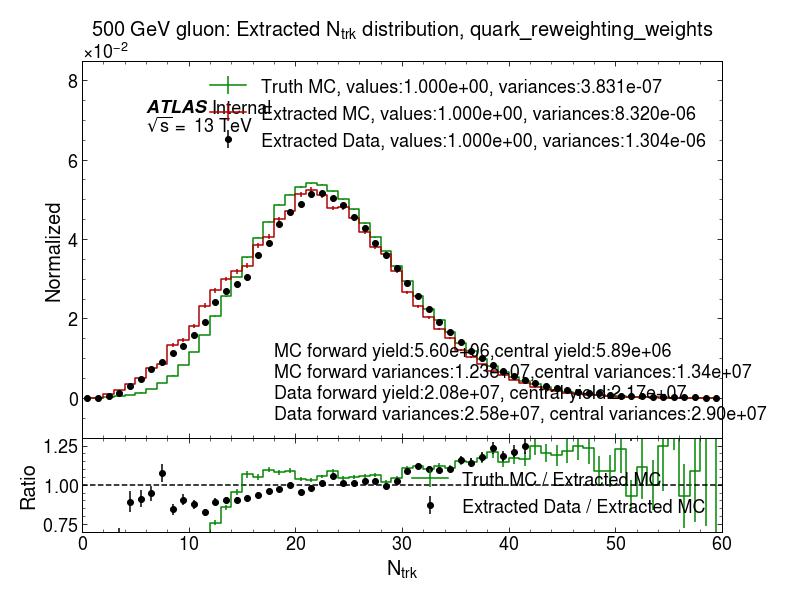 500 GeV gluon: Extracted N_trk distribution, quark_reweighting_weights
×10⁻²
8
6
4
2
0
Normalized
Truth MC, values:1.000e+00, variances:3.831e-07
ATLAS Internal
Extracted MC, values:1.000e+00, variances:8.320e-06
√s = 13 TeV
Extracted Data, values:1.000e+00, variances:1.304e-06
MC forward yield:5.60e+06,central yield:5.89e+06
MC forward variances:1.23e+07,central variances:1.34e+07
Data forward yield:2.08e+07, central yield:2.17e+07
Data forward variances:2.58e+07, central variances:2.90e+07
1.25
1.00
0.75
Ratio
Truth MC / Extracted MC
Extracted Data / Extracted MC
0 10 20 30 40 50 60
N_trk